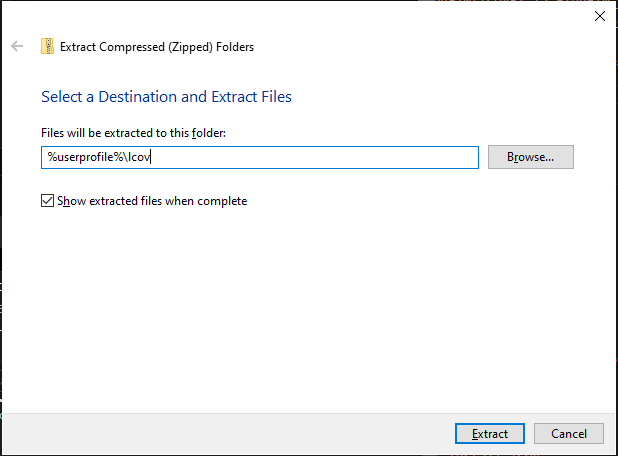 Extract Compressed (Zipped) Folders
Select a Destination and Extract Files
Files will be extracted to this folder:
%userprofile%\lcov
Browse...
Show extracted files when complete
Extract
Cancel